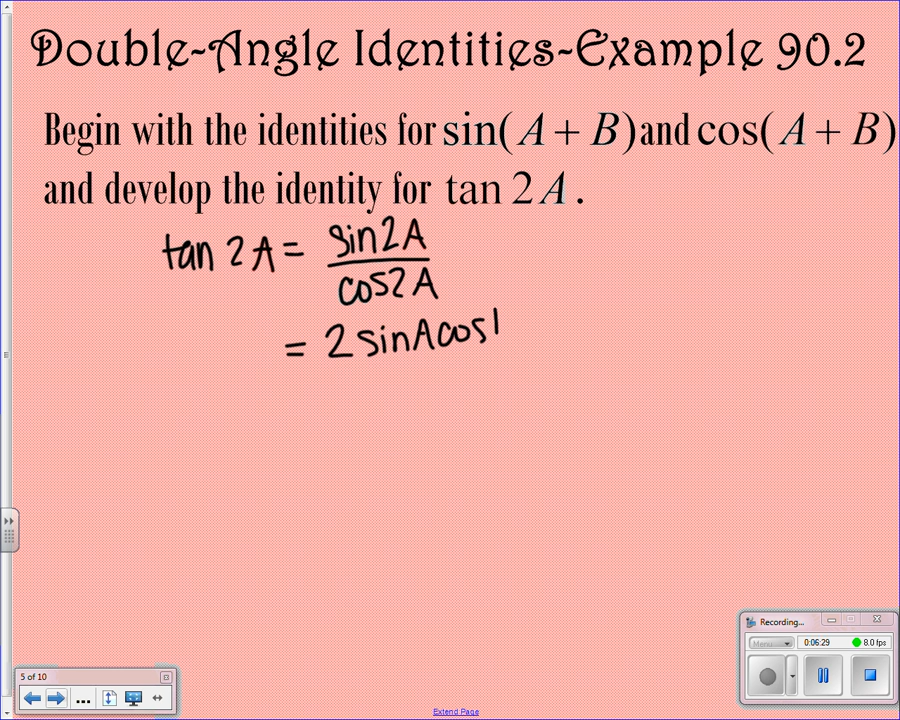 Double-Angle Identities-Example 90.2
Begin with the identities for sin(A + B) and cos(A + B)
and develop the identity for tan 2A.
tan 2A = sin2A
cos2A
= 2 sinAcos
Recording...
Menu
0:06:29
8.0 fps
5 of 10
...
Extend Page